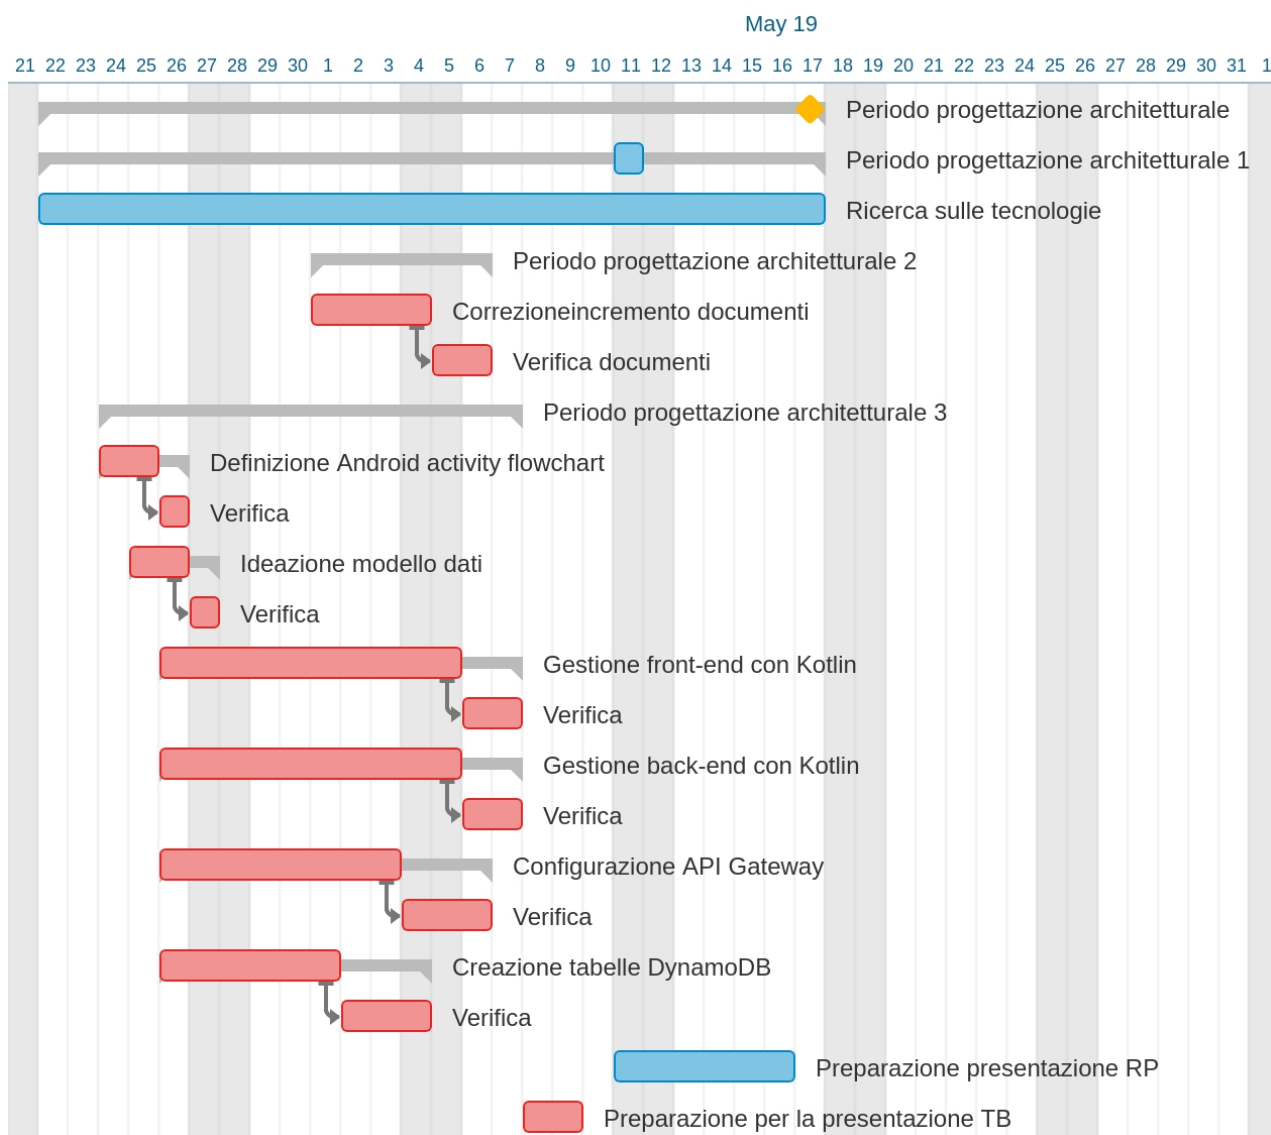 May 19
21 22 23 24 25 26 27 28 29 30 1 2 3 4 5 6 7 8 9 10 11 12 13 14 15 16 17 18 19 20 21 22 23 24 25 26 27 28 29 30 31 1
Periodo progettazione architetturale
Periodo progettazione architetturale 1
Ricerca sulle tecnologie
Periodo progettazione architetturale 2
Correzioneincremento documenti
Verifica documenti
Periodo progettazione architetturale 3
Definizione Android activity flowchart
Verifica
Ideazione modello dati
Verifica
Gestione front-end con Kotlin
Verifica
Gestione back-end con Kotlin
Verifica
Configurazione API Gateway
Verifica
Creazione tabelle DynamoDB
Verifica
Preparazione presentazione RP
Preparazione per la presentazione TB